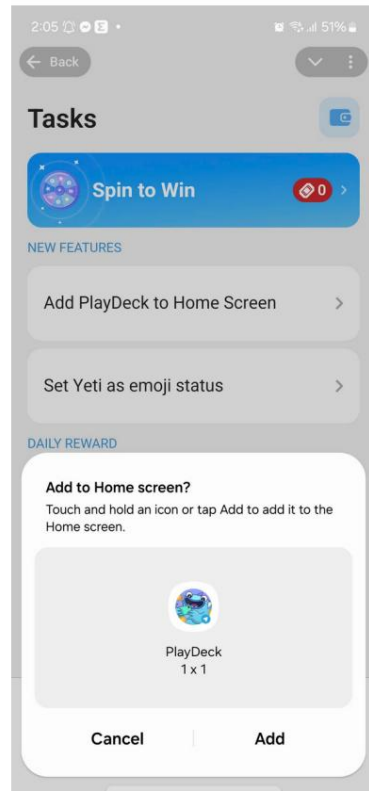 2:05
51%
Back
Tasks
Spin to Win
0
NEW FEATURES
Add PlayDeck to Home Screen
Set Yeti as emoji status
DAILY REWARD
Add to Home screen?
Touch and hold an icon or tap Add to add it to the
Home screen.
PlayDeck
1 x 1
Cancel
Add